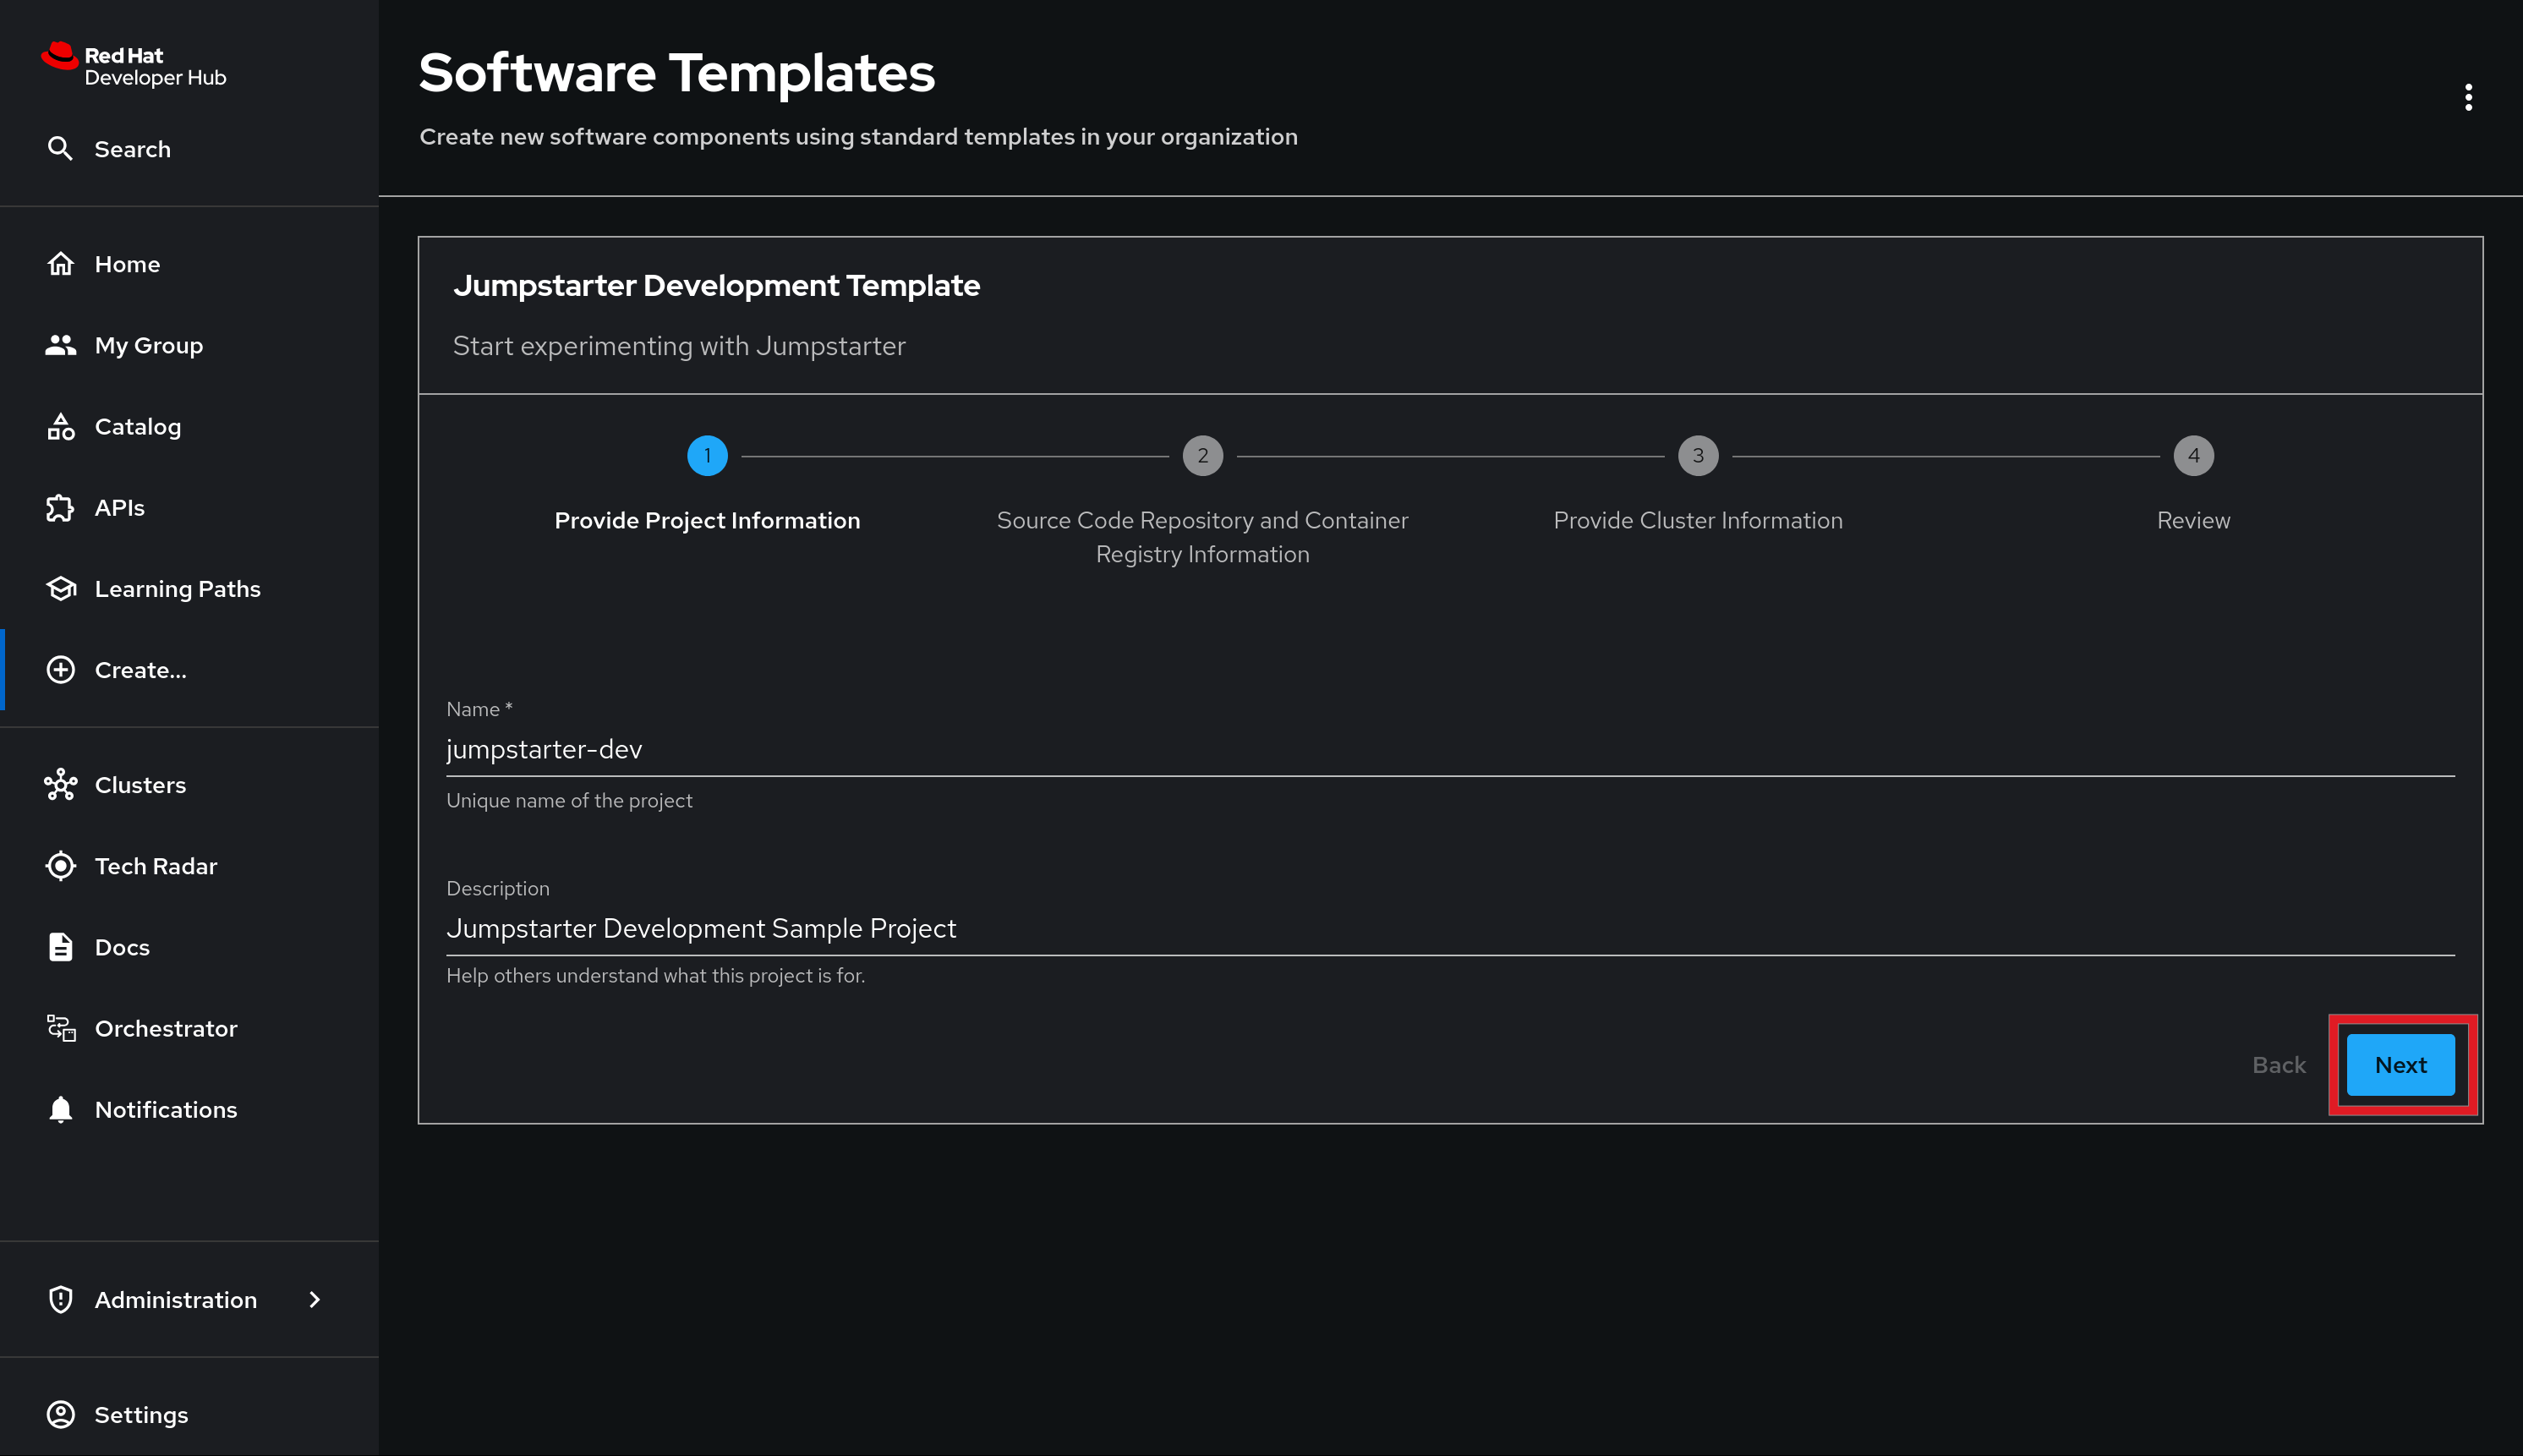 Red Hat
Developer Hub
Search
Home
My Group
Catalog
APIs
Learning Paths
Create...
Clusters
Tech Radar
Docs
Orchestrator
Notifications
Administration
Settings
Software Templates
Create new software components using standard templates in your organization
Jumpstarter Development Template
Start experimenting with Jumpstarter
1
2
3
4
Provide Project Information
Source Code Repository and Container
Registry Information
Provide Cluster Information
Review
Name *
jumpstarter-dev
Unique name of the project
Description
Jumpstarter Development Sample Project
Help others understand what this project is for.
Back
Next